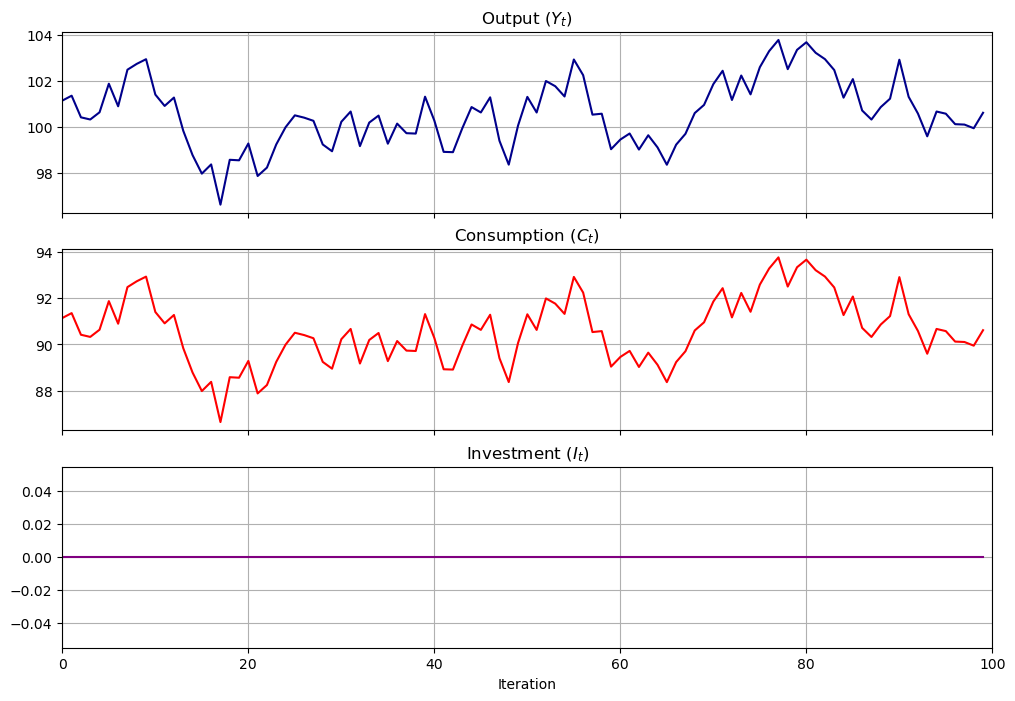 Output (Y_t)
104
102
100
98
Consumption (C_t)
94
92
90
88
Investment (I_t)
0.04
0.02
0.00
−0.02
−0.04
0 20 40 60 80 100
Iteration